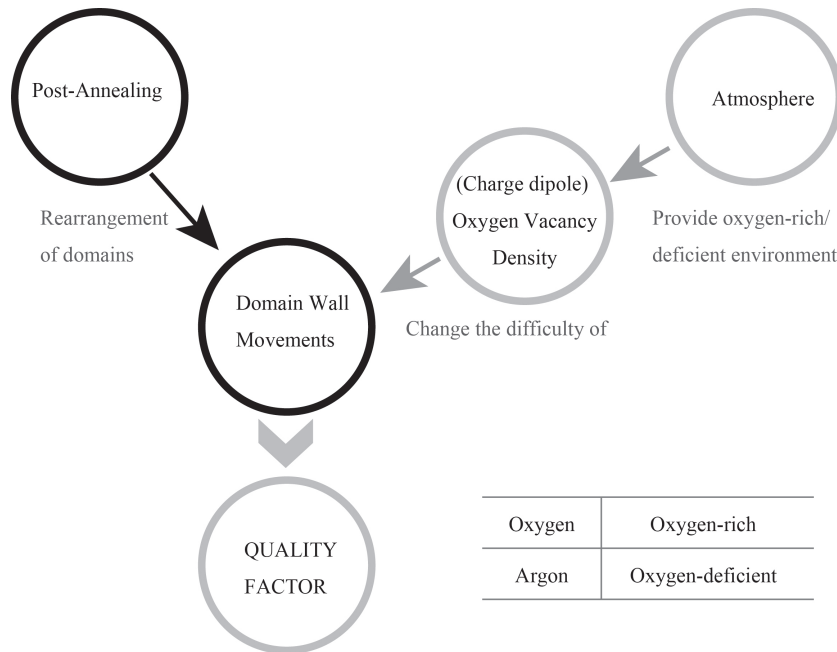 Post-Annealing
Atmosphere
(Charge dipole)
Oxygen Vacancy
Density
Rearrangement
of domains
Provide oxygen-rich/
deficient environment
Domain Wall
Movements
Change the difficulty of
QUALITY
FACTOR
Oxygen Oxygen-rich
Argon Oxygen-deficient